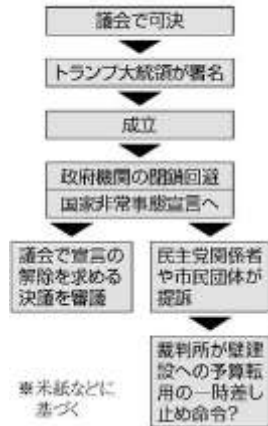 議会で可決
トランプ大統領が署名
成立
政府機関の閉鎖回避
国家非常事態宣言へ
議会で宣言の
解除を求める
決議を審議
民主党関係者
や市民団体が
提訴
裁判所が壁建
設への予算転
用の一時差し
止め命令?
※米紙などに
基づく